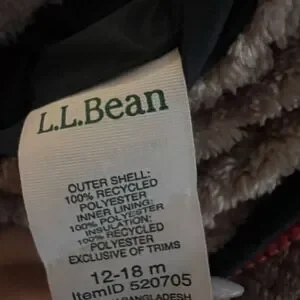 L.L.Bean
OUTER SHELL:
100% RECYCLED
POLYESTER
INNER LINING:
100% POLYESTER
INSULATION:
100% RECYCLED
POLYESTER
EXCLUSIVE OF TRIMS
12-18 m
ItemID 520705
BANGLADESH